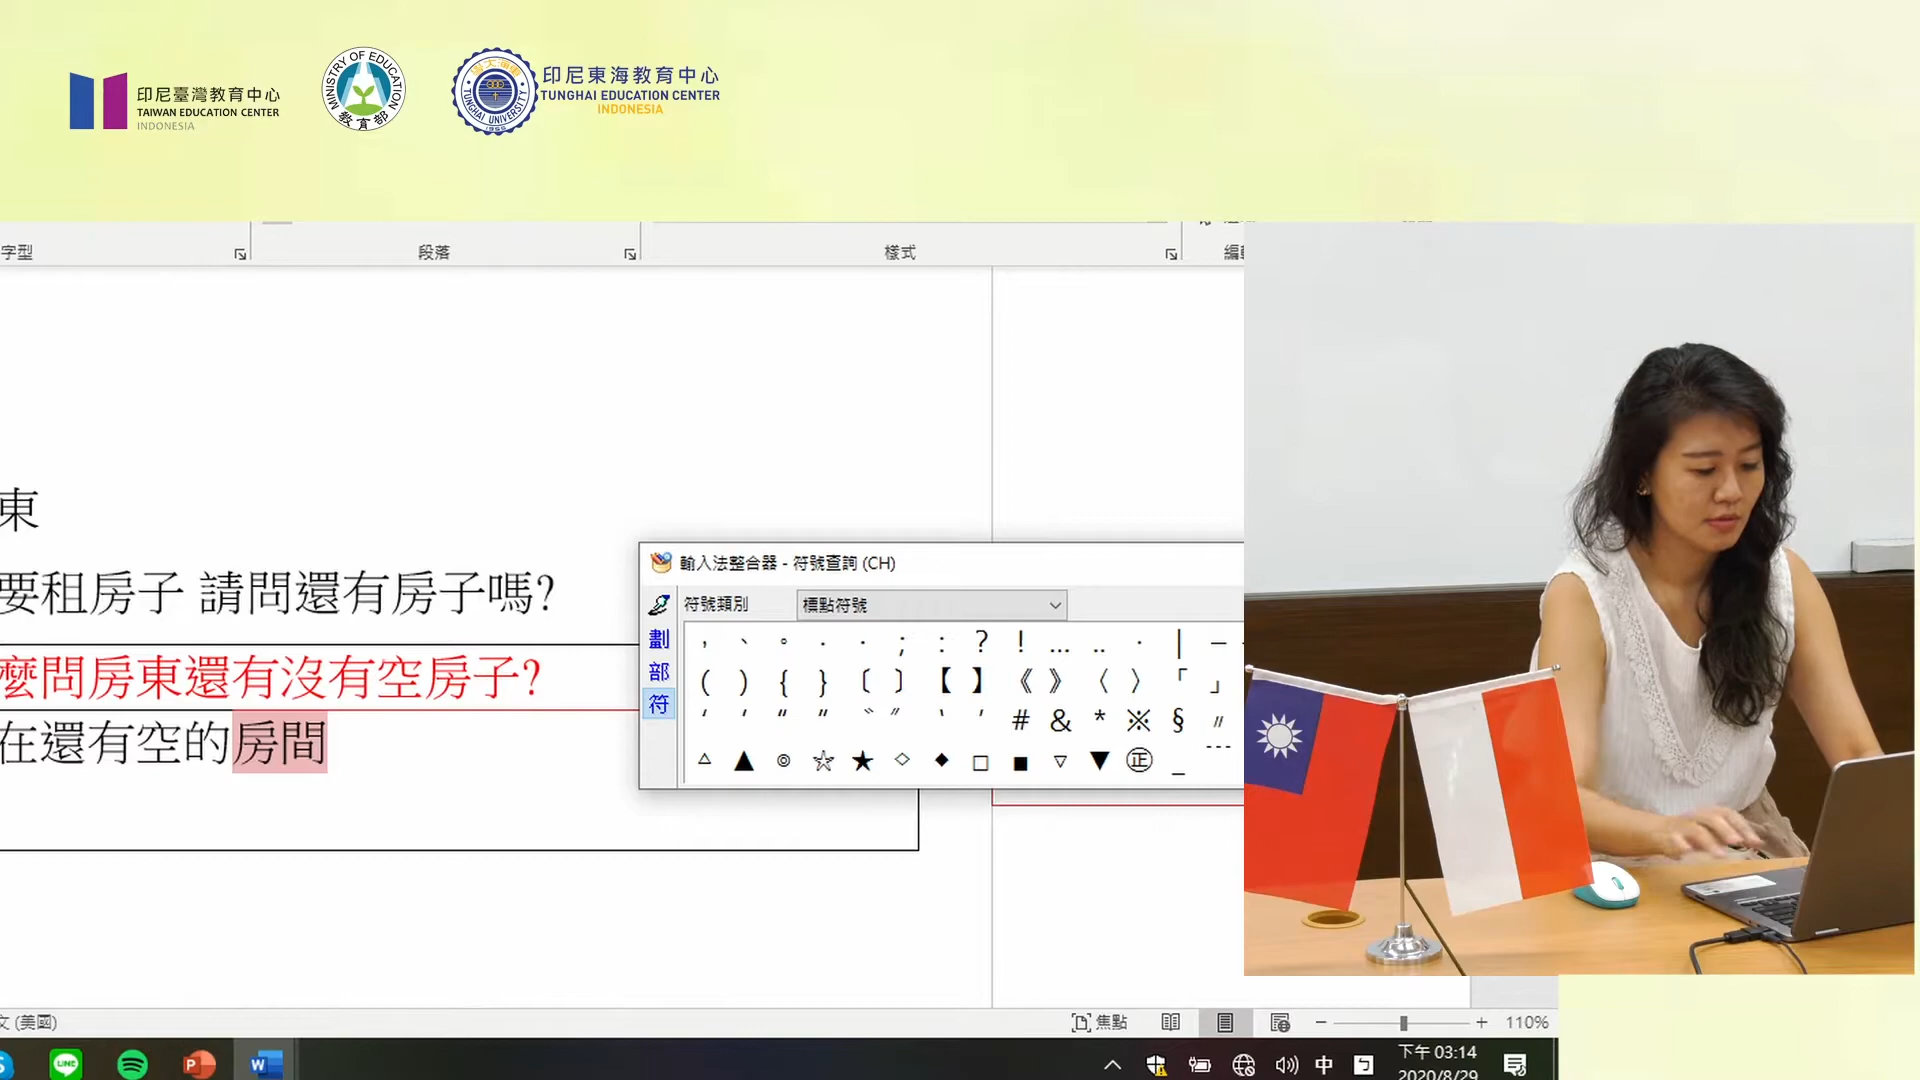 印尼臺灣教育中心
TAIWAN EDUCATION CENTER
INDONESIA
MINISTRY OF EDUCATION
教育部
TUNGHAI UNIVERSITY
1955
印尼東海教育中心
TUNGHAI EDUCATION CENTER
INDONESIA
字型
段落
樣式
東
要租房子 請問還有房子嗎?
麼問房東還有沒有空房子?
在還有空的房間
輸入法整合器 - 符號查詢 (CH)
符號類別
標點符號
劃
部
符
, 、 。 . · ; : ? ! … .. · | –
( ) { } 〔 〕 【 】 《 》 〈 〉 「 」
‘ ‘ “ “ 〝 〞 ‵ ′ # & * ※ § 〃
△ ▲ ◎ ☆ ★ ◇ ◆ □ ■ ▽ ▼ ㊣ _
文 (美國)
焦點
110%
LINE
P
W
中
ㄅ
下午 03:14
2020/8/29